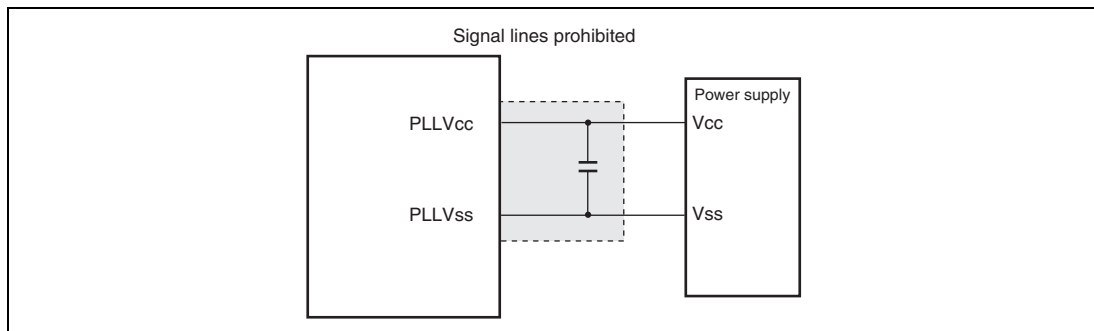 Signal lines prohibited
Power supply
PLLVcc
Vcc
PLLVss
Vss